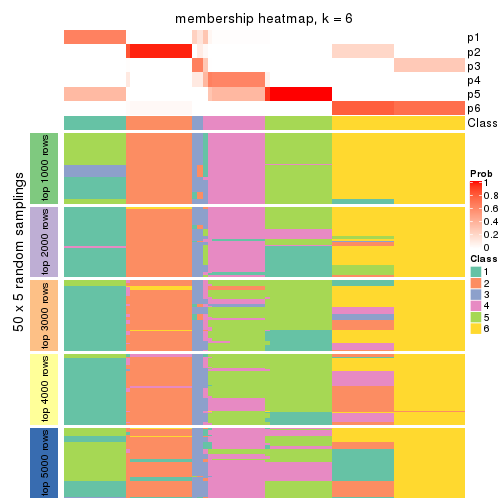 membership heatmap, k = 6
p1
p2
p3
p4
p5
p6
Class
50 x 5 random samplings
top 1000 rows
top 2000 rows
top 3000 rows
top 4000 rows
top 5000 rows
Prob
1
0.8
0.6
0.4
0.2
0
Class
1
2
3
4
5
6